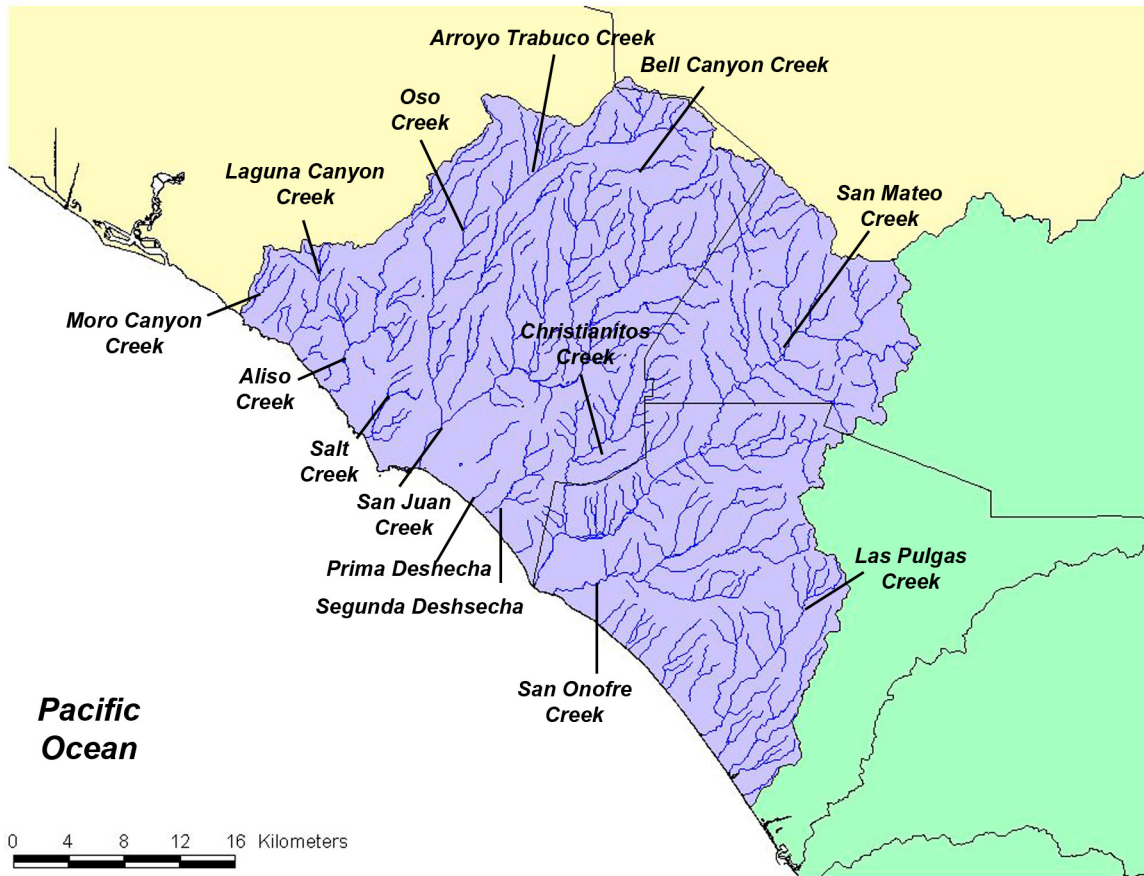 Arroyo Trabuco Creek
Bell Canyon Creek
Oso
Creek
Laguna Canyon
Creek
San Mateo
Creek
Moro Canyon
Creek
Christianitos
Creek
Aliso
Creek
Salt
Creek
San Juan
Creek
Prima Deshecha
Segunda Deshsecha
Las Pulgas
Creek
San Onofre
Creek
Pacific
Ocean
0 4 8 12 16 Kilometers